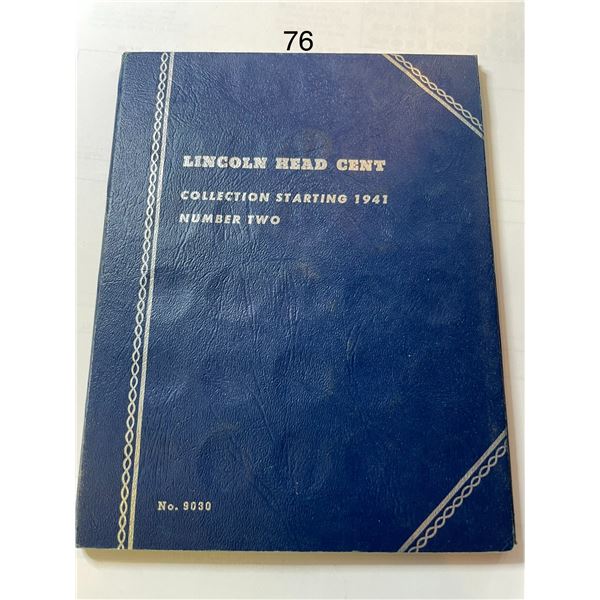 76
LINCOLN HEAD CENT
COLLECTION STARTING 1941
NUMBER TWO
No. 9030